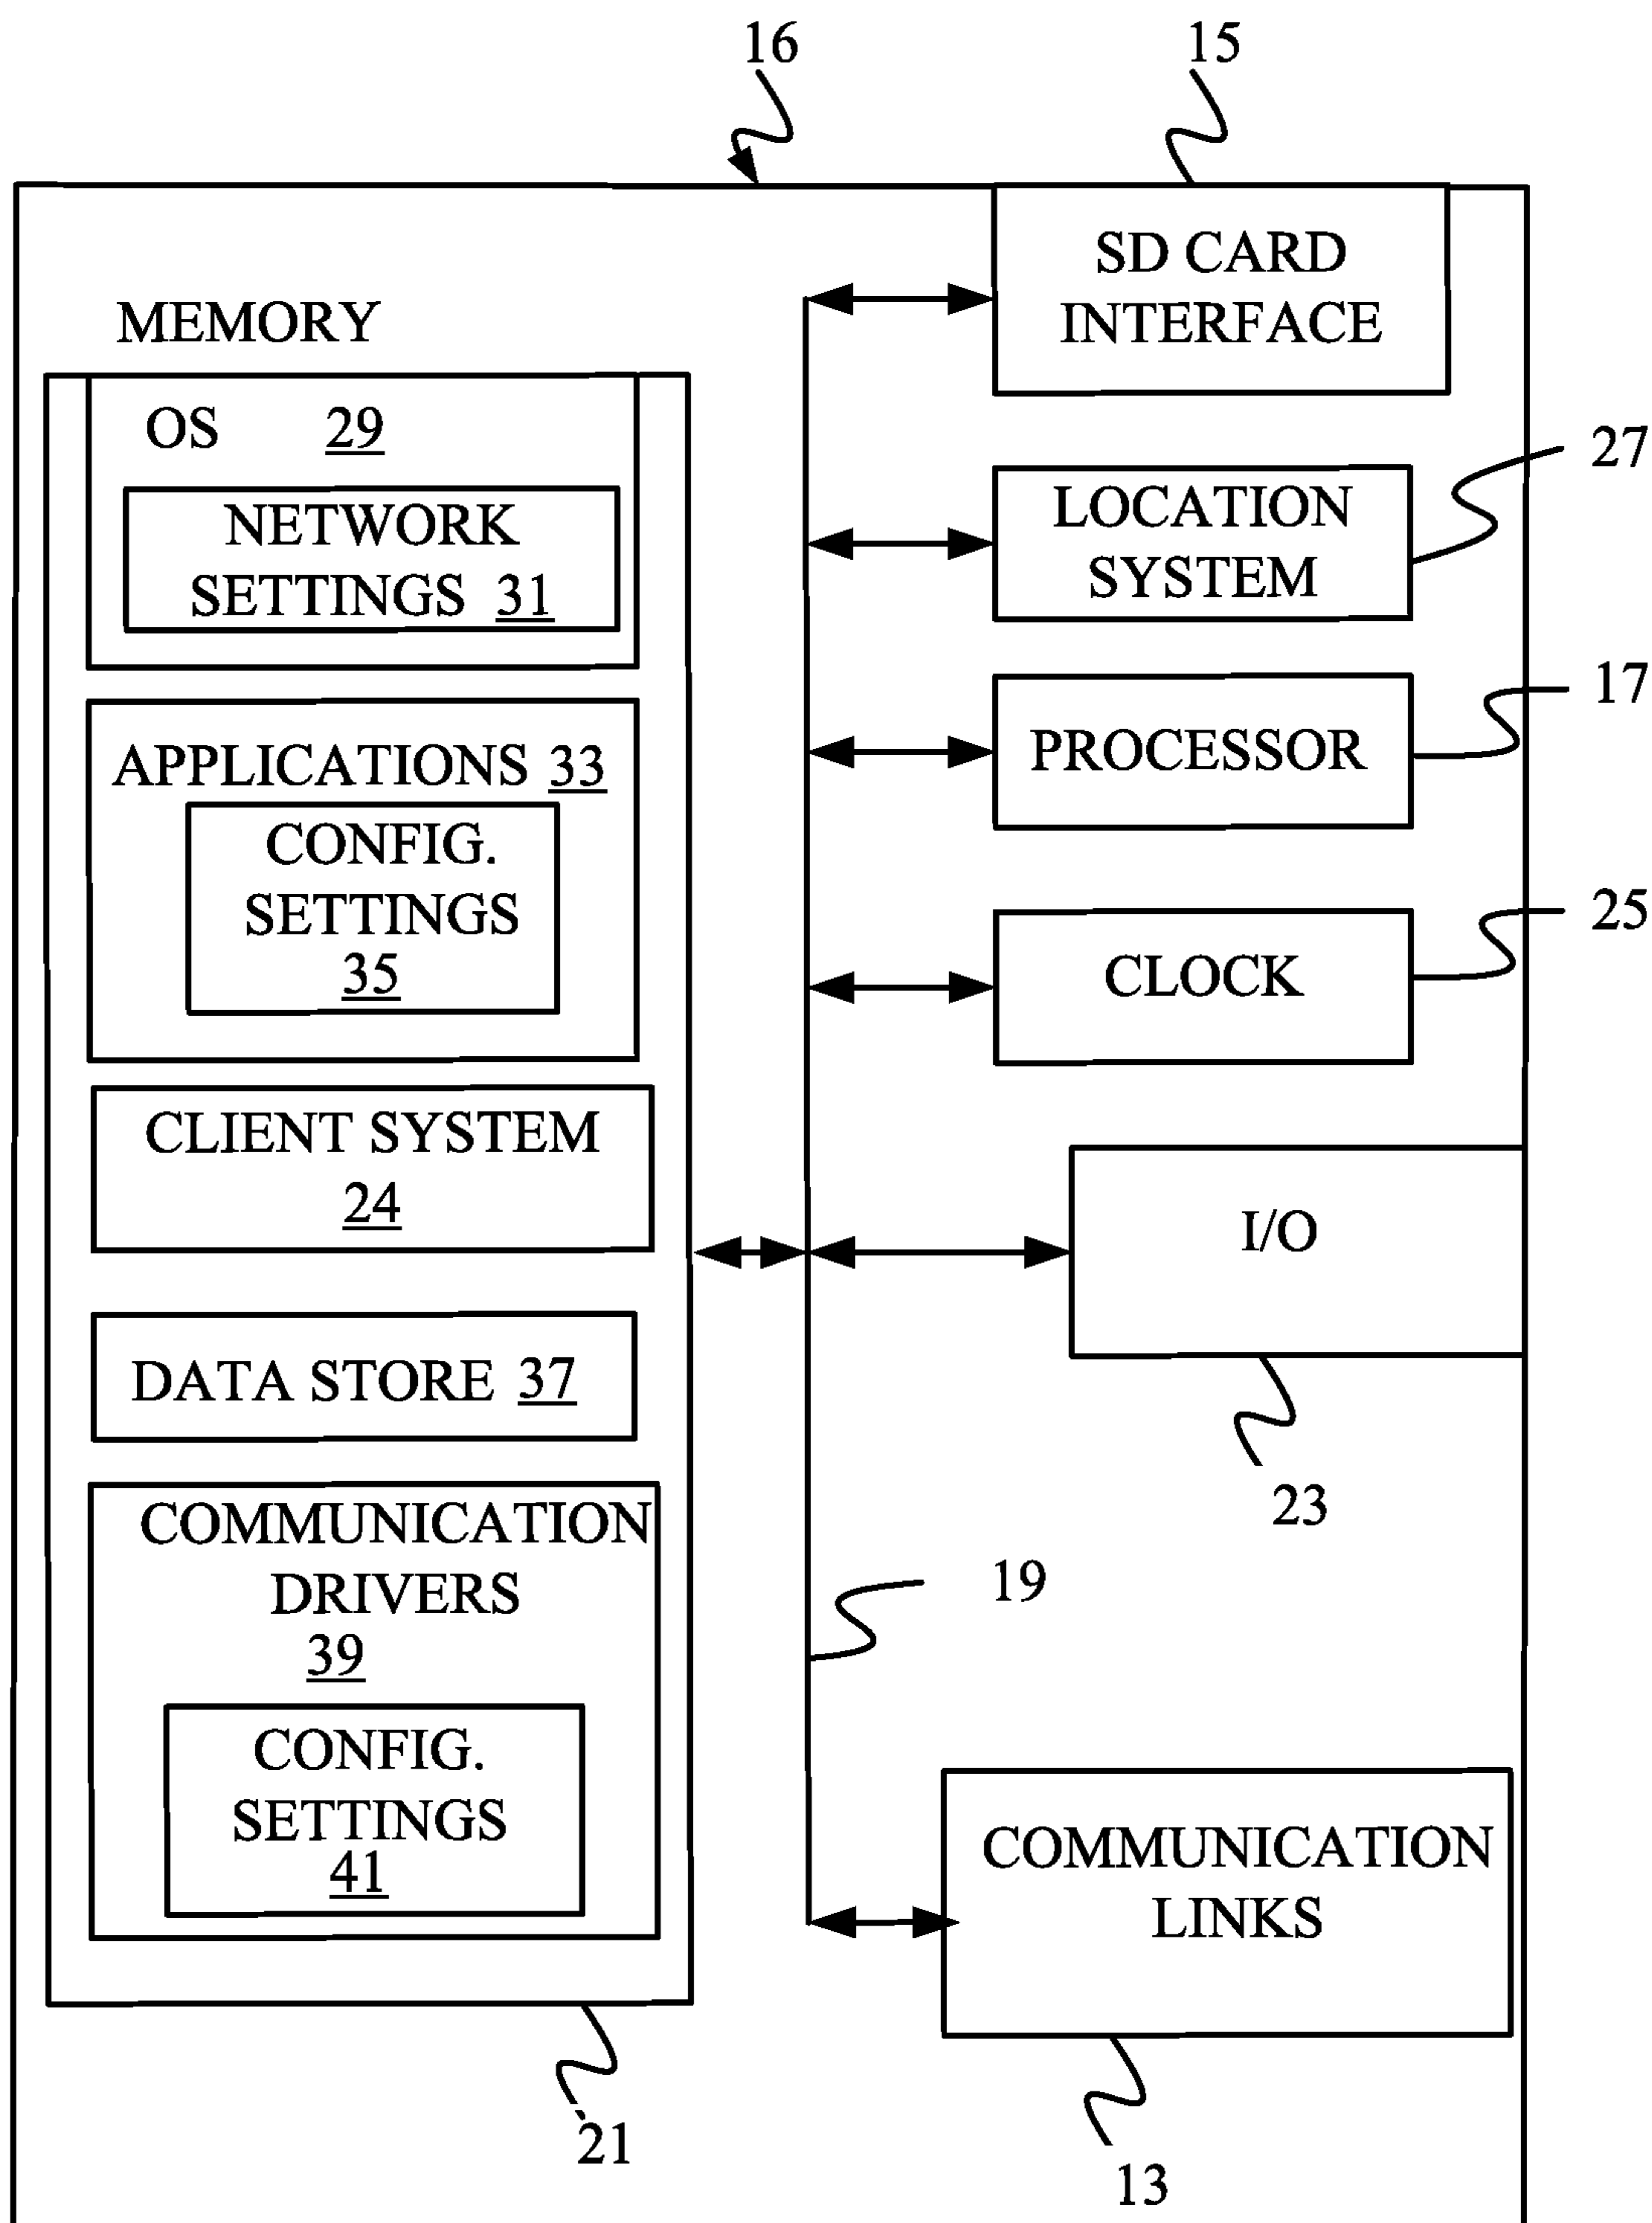 16
15
SD CARD
INTERFACE
MEMORY
OS 29
NETWORK
SETTINGS 31
27
LOCATION
SYSTEM
17
PROCESSOR
APPLICATIONS 33
CONFIG.
SETTINGS
35
25
CLOCK
CLIENT SYSTEM
24
I/O
DATA STORE 37
23
COMMUNICATION
DRIVERS
39
19
CONFIG.
SETTINGS
41
COMMUNICATION
LINKS
21
13